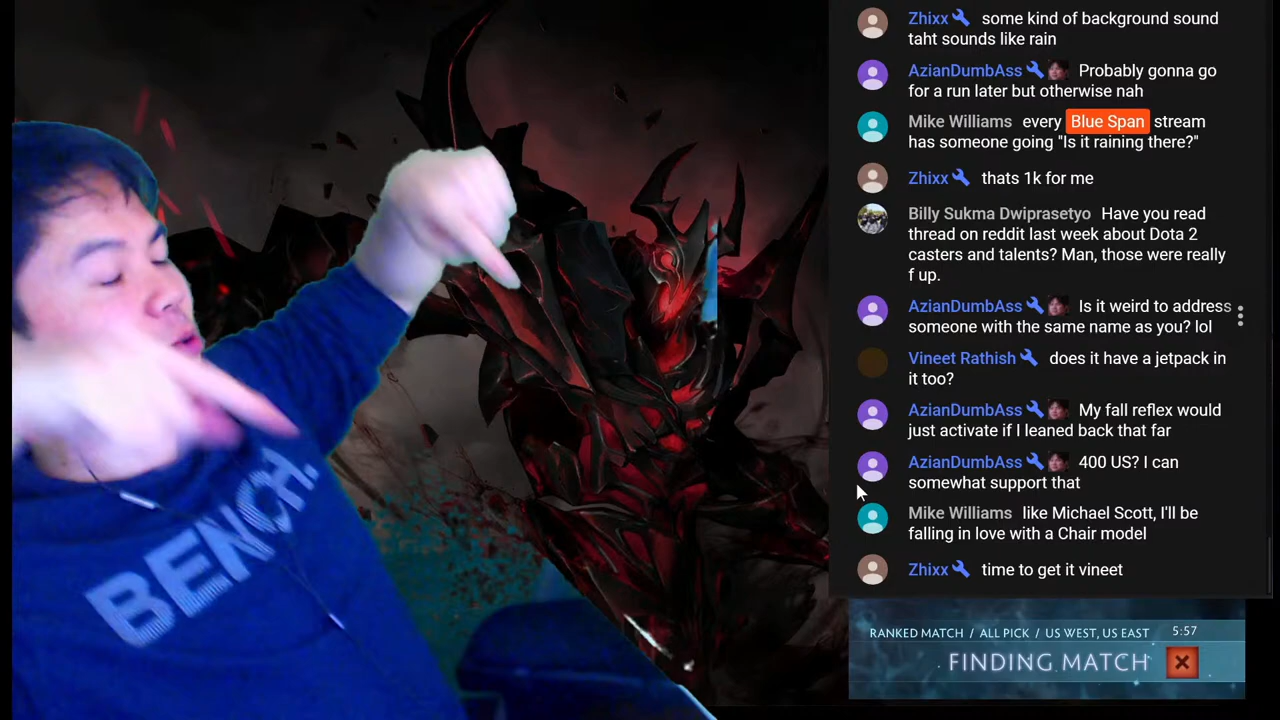 Zhixx some kind of background sound
taht sounds like rain
AzianDumbAss Probably gonna go
for a run later but otherwise nah
Mike Williams every Blue Span stream
has someone going "Is it raining there?"
Zhixx thats 1k for me
Billy Sukma Dwiprasetyo Have you read
thread on reddit last week about Dota 2
casters and talents? Man, those were really
f up.
AzianDumbAss Is it weird to address
someone with the same name as you? lol
Vineet Rathish does it have a jetpack in
it too?
AzianDumbAss My fall reflex would
just activate if I leaned back that far
AzianDumbAss 400 US? I can
somewhat support that
Mike Williams like Michael Scott, I'll be
falling in love with a Chair model
Zhixx time to get it vineet
BENCH.
RANKED MATCH / ALL PICK / US WEST, US EAST 5:57
FINDING MATCH